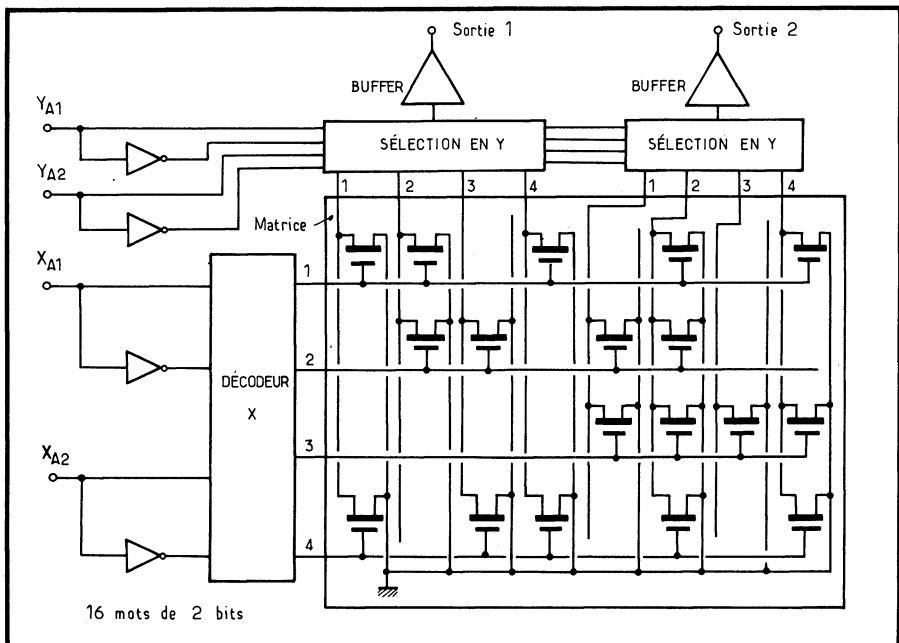 Sortie 1
Sortie 2
BUFFER
BUFFER
YA1
SÉLECTION EN Y
SÉLECTION EN Y
YA2
1 2 3 4
1 2 3 4
Matrice
XA1
1
2
DÉCODEUR
X
3
XA2
4
16 mots de 2 bits